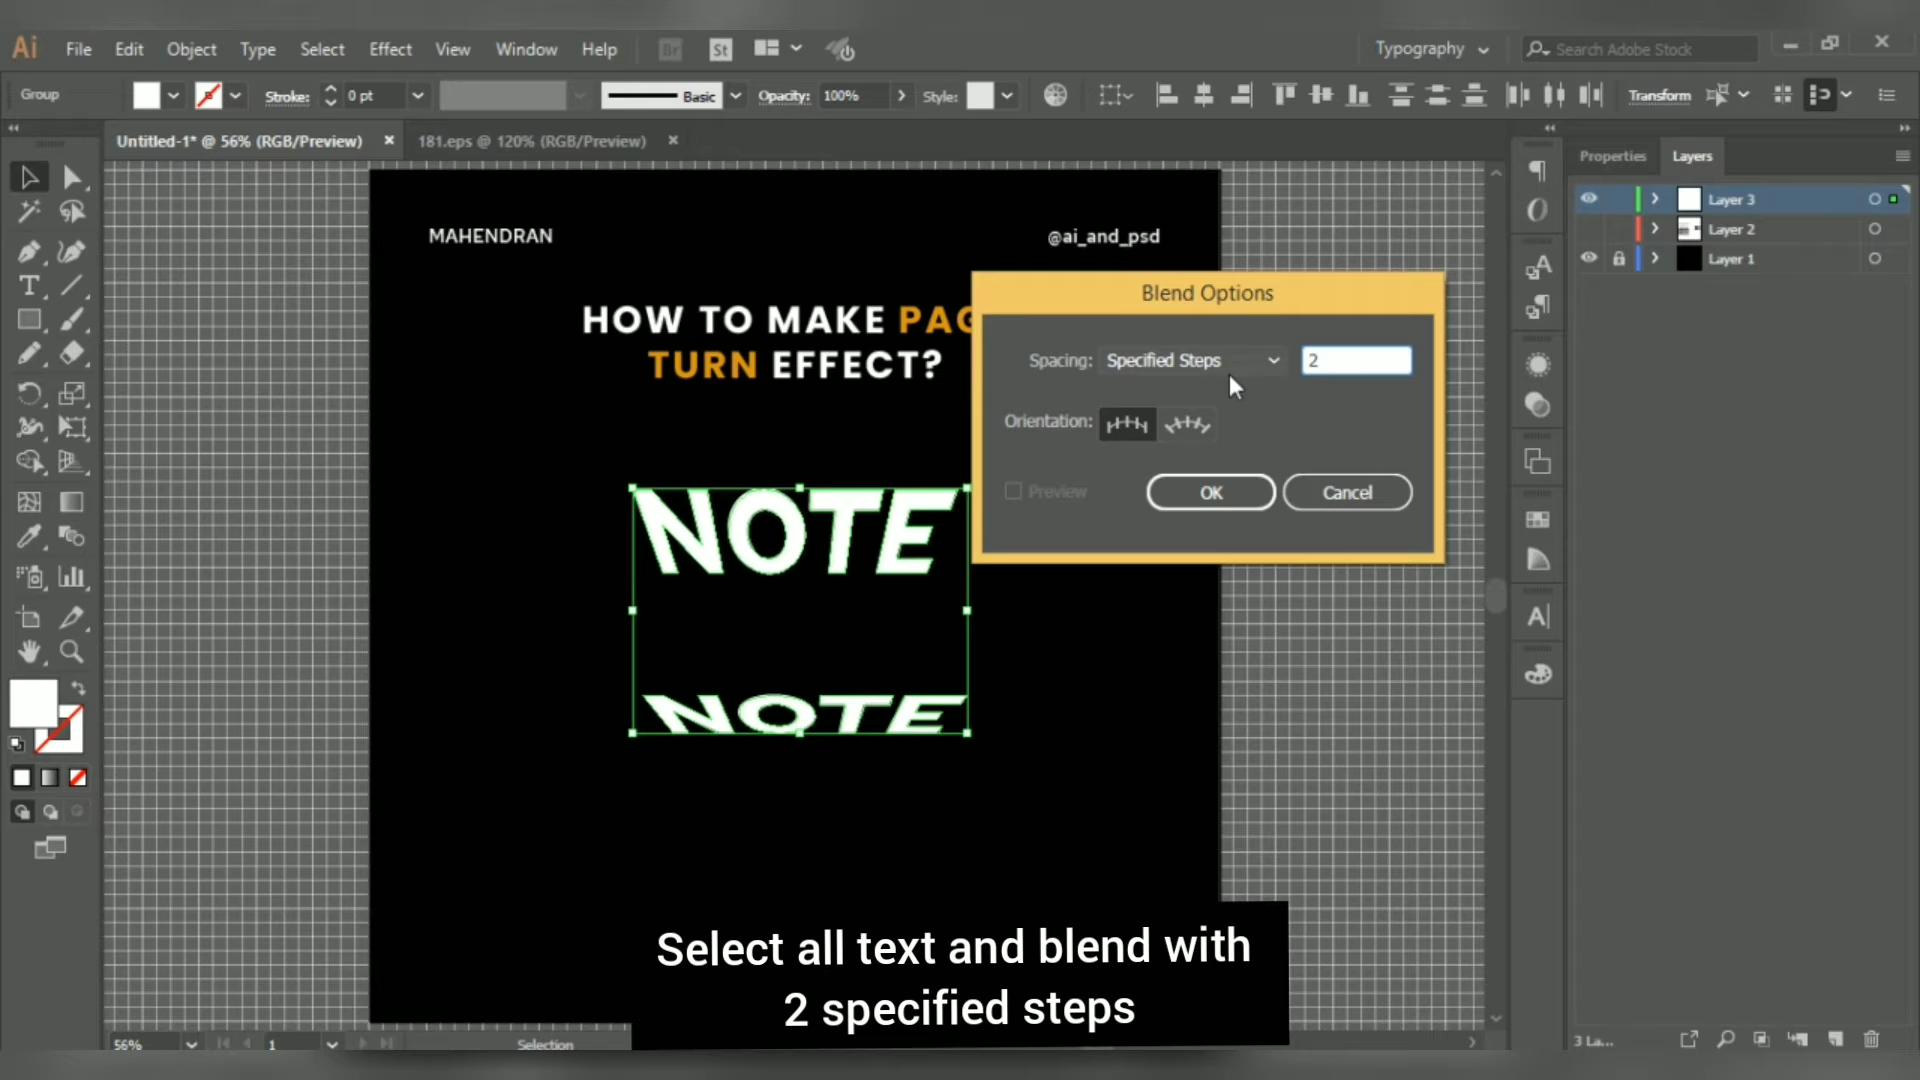 Ai File Edit Object Type Select Effect View Window Help Br St Typography Search Adobe Stock
Group Stroke: 0 pt Basic Opacity: 100% Style: Transform
Untitled-1* @ 56% (RGB/Preview) × 181.eps @ 120% (RGB/Preview) ×
Properties Layers
Layer 3
Layer 2
Layer 1
MAHENDRAN
@ai_and_psd
HOW TO MAKE PAG
TURN EFFECT?
Blend Options
Spacing: Specified Steps 2
Orientation:
Preview OK Cancel
NOTE
NOTE
Select all text and blend with
2 specified steps
56% 1 Selection
3 La...